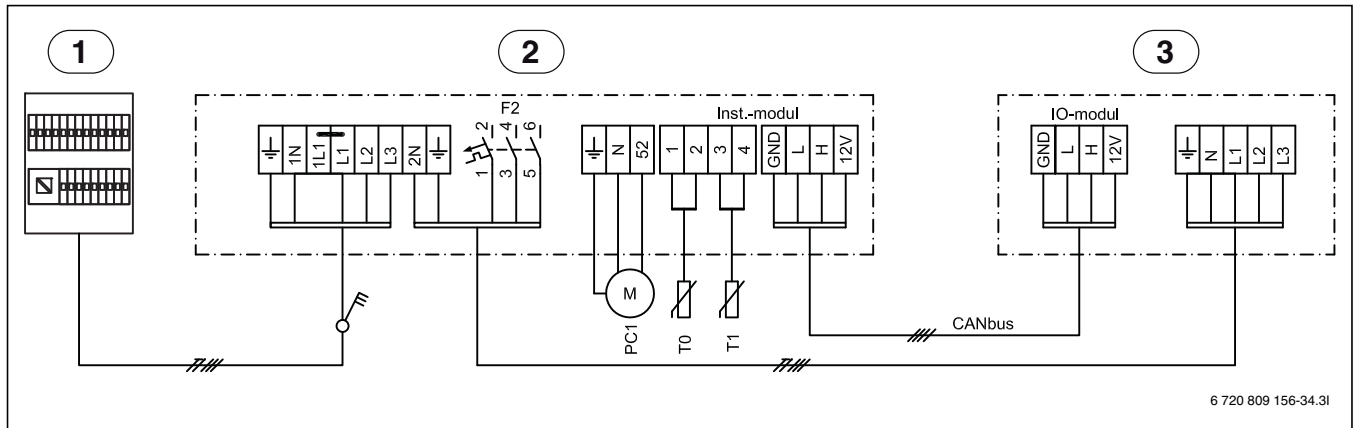 1
2
3
F2
Inst.-modul
IO-modul
1N
1L1
L1
L2
L3
2N
2
4
6
1
3
5
N
52
1
2
3
4
GND
L
H
12V
GND
L
H
12V
N
L1
L2
L3
M
PC1
T0
T1
CANbus
6 720 809 156-34.3I